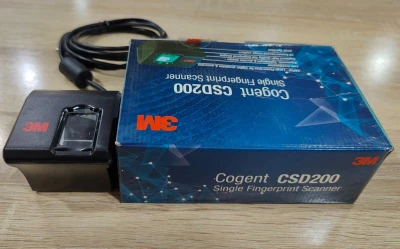 Cogent CSD200
Single Fingerprint Scanner
3M
3M
Cogent CSD200
Single Fingerprint Scanner
3M